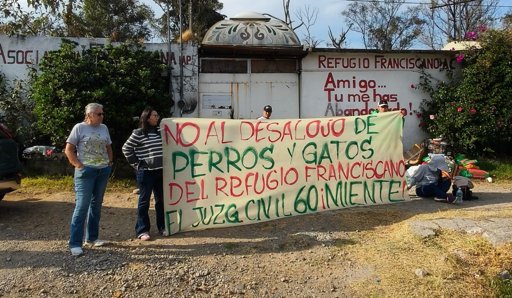 Asoci
AP
Refugio Franciscano
Amigo...
Tu me has
Abandonado
NO AL DESALOJO DE
PERROS Y GATOS
DEL REFUGIO FRANCISCANO
EL JUZG. CIVIL 60 ¡MIENTE!